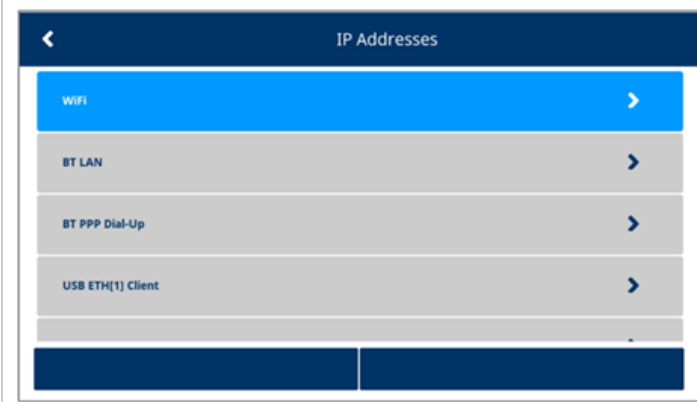 IP Addresses
WiFi
BT LAN
BT PPP Dial-Up
USB ETH[1] Client